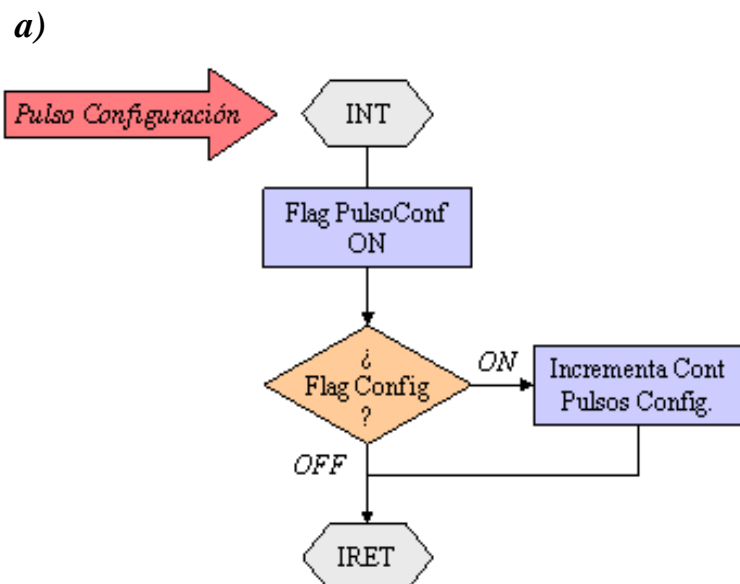 a)
Pulso Configuración
INT
Flag PulsoConf
ON
¿
Flag Config
?
ON
Incrementa Cont
Pulsos Config.
OFF
IRET